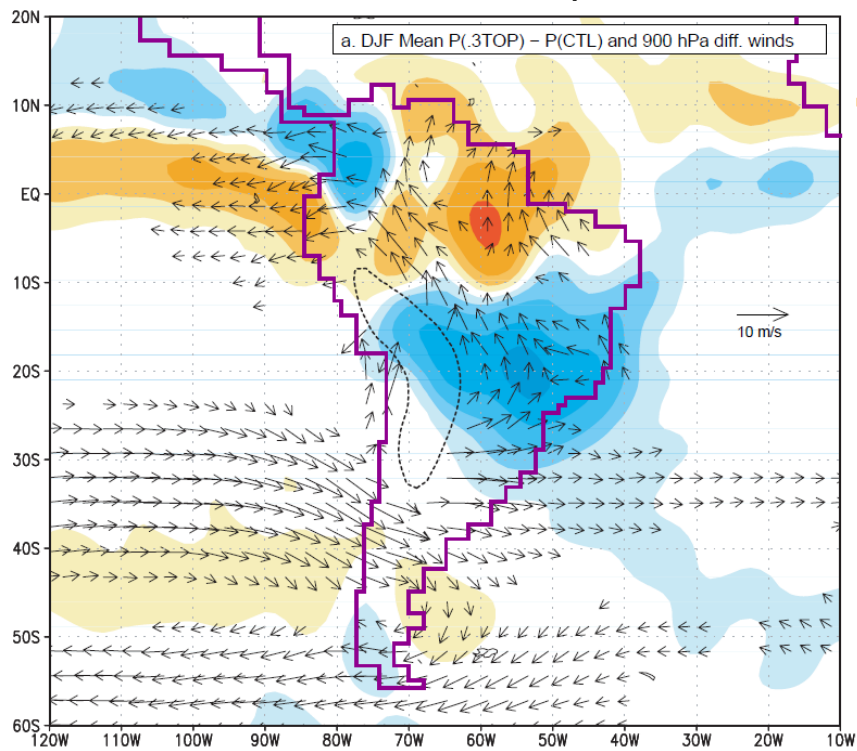 a. DJF Mean P(.3TOP) – P(CTL) and 900 hPa diff. winds
20N
10N
EQ
10S
20S
30S
40S
50S
60S
10 m/s
120W 110W 100W 90W 80W 70W 60W 50W 40W 30W 20W 10W